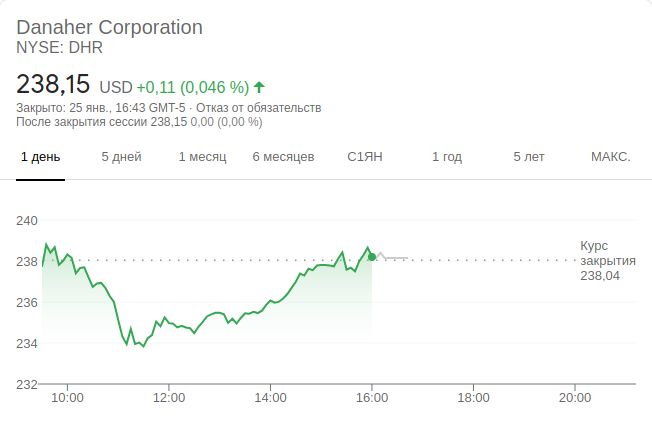 Danaher Corporation
NYSE: DHR
238,15 USD +0,11 (0,046 %)
Закрыто: 25 янв., 16:43 GMT-5 · Отказ от обязательств
После закрытия сессии 238,15 0,00 (0,00 %)
1 день 5 дней 1 месяц 6 месяцев С1ЯН 1 год 5 лет МАКС.
240
Курс
238 закрытия
238,04
236
234
232
10:00 12:00 14:00 16:00 18:00 20:00